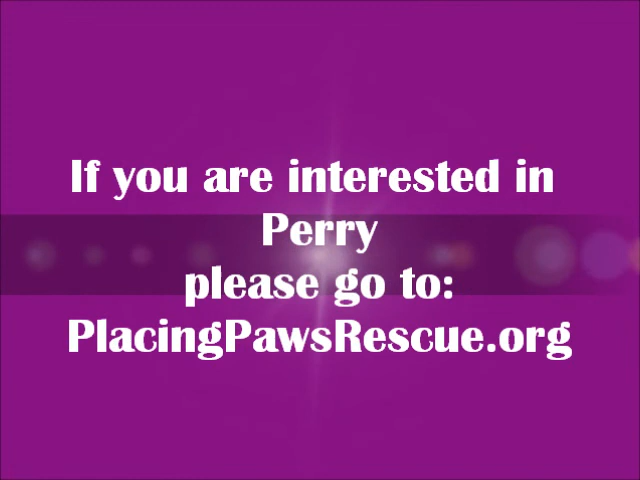 If you are interested in
Perry
please go to:
PlacingPawsRescue.org